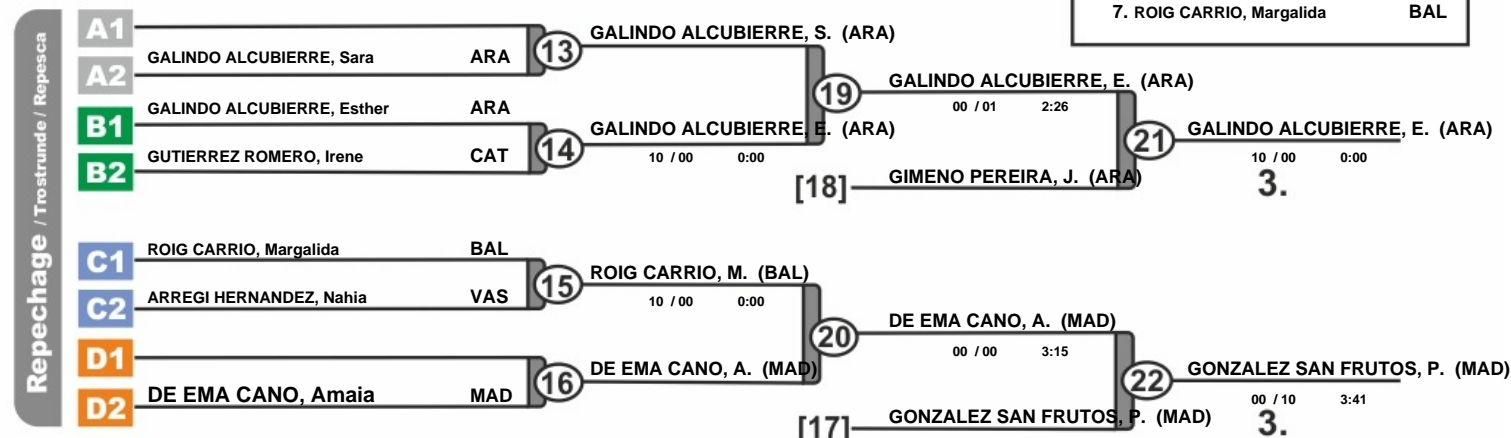 7. ROIG CARRIO, Margalida BAL
Repechage / Trostrunde / Repesca
A1
GALINDO ALCUBIERRE, S. (ARA)
13
GALINDO ALCUBIERRE, Sara ARA
A2
GALINDO ALCUBIERRE, E. (ARA)
19
00 / 01 2:26
GALINDO ALCUBIERRE, Esther ARA
B1
GALINDO ALCUBIERRE, E. (ARA)
14
10 / 00 0:00
GALINDO ALCUBIERRE, E. (ARA)
21
10 / 00 0:00
GUTIERREZ ROMERO, Irene CAT
B2
[18] GIMENO PEREIRA, J. (ARA)
3.
ROIG CARRIO, Margalida BAL
C1
ROIG CARRIO, M. (BAL)
15
10 / 00 0:00
ARREGI HERNANDEZ, Nahia VAS
C2
DE EMA CANO, A. (MAD)
20
00 / 00 3:15
D1
DE EMA CANO, A. (MAD)
16
GONZALEZ SAN FRUTOS, P. (MAD)
22
00 / 10 3:41
DE EMA CANO, Amaia MAD
D2
[17] GONZALEZ SAN FRUTOS, P. (MAD)
3.